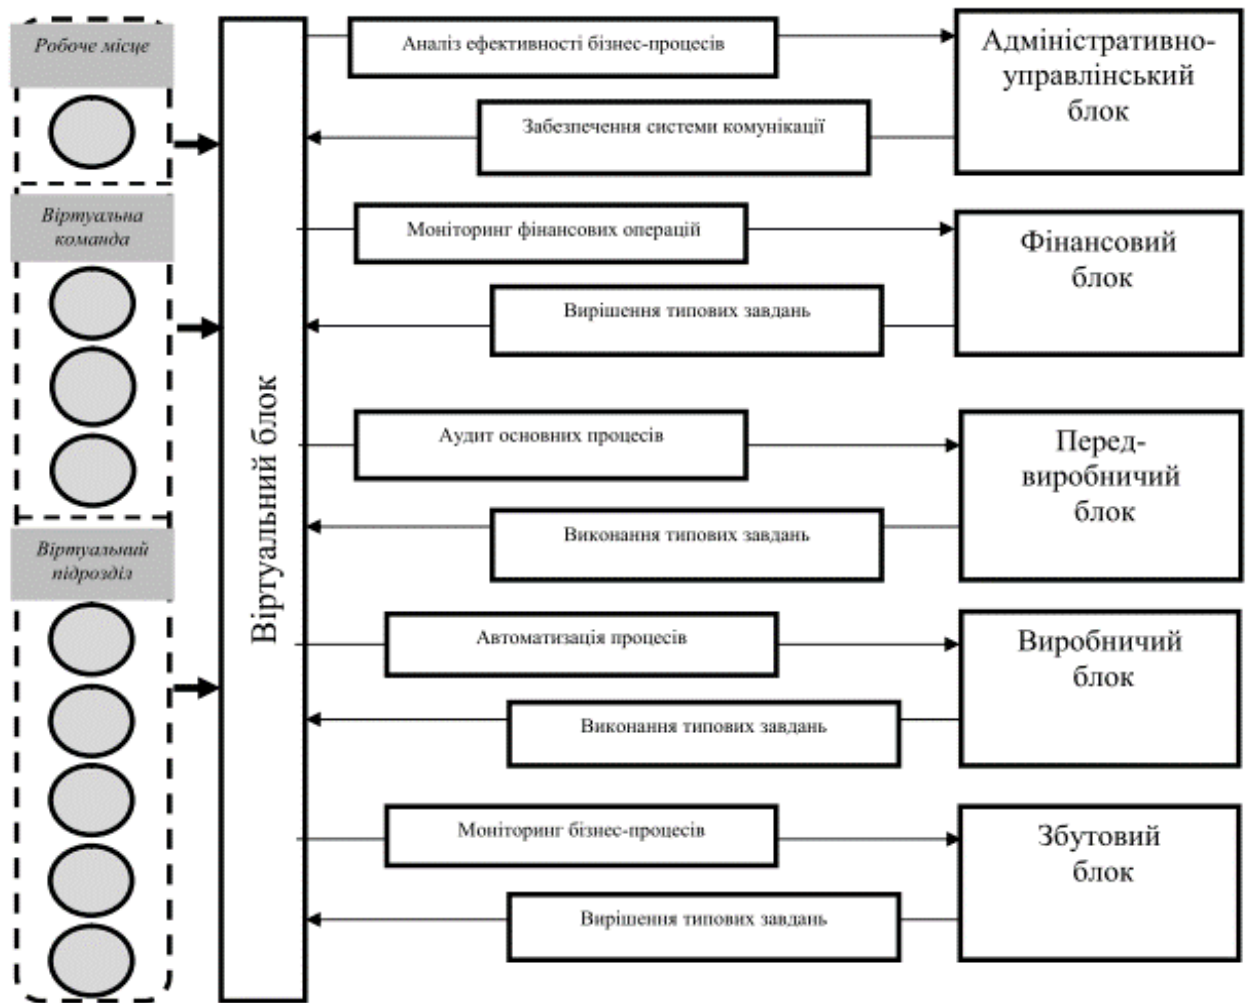 Робоче місце
Віртуальна
команда
Віртуальний
підрозділ
Віртуальний блок
Аналіз ефективності бізнес-процесів
Забезпечення системи комунікації
Адміністративно-
управлінський
блок
Моніторинг фінансових операцій
Вирішення типових завдань
Фінансовий
блок
Аудит основних процесів
Виконання типових завдань
Перед-
виробничий
блок
Автоматизація процесів
Виконання типових завдань
Виробничий
блок
Моніторинг бізнес-процесів
Вирішення типових завдань
Збутовий
блок